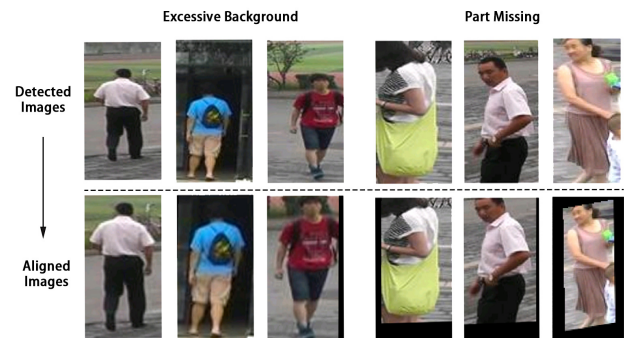 Excessive Background
Part Missing
Detected
Images
Aligned
Images